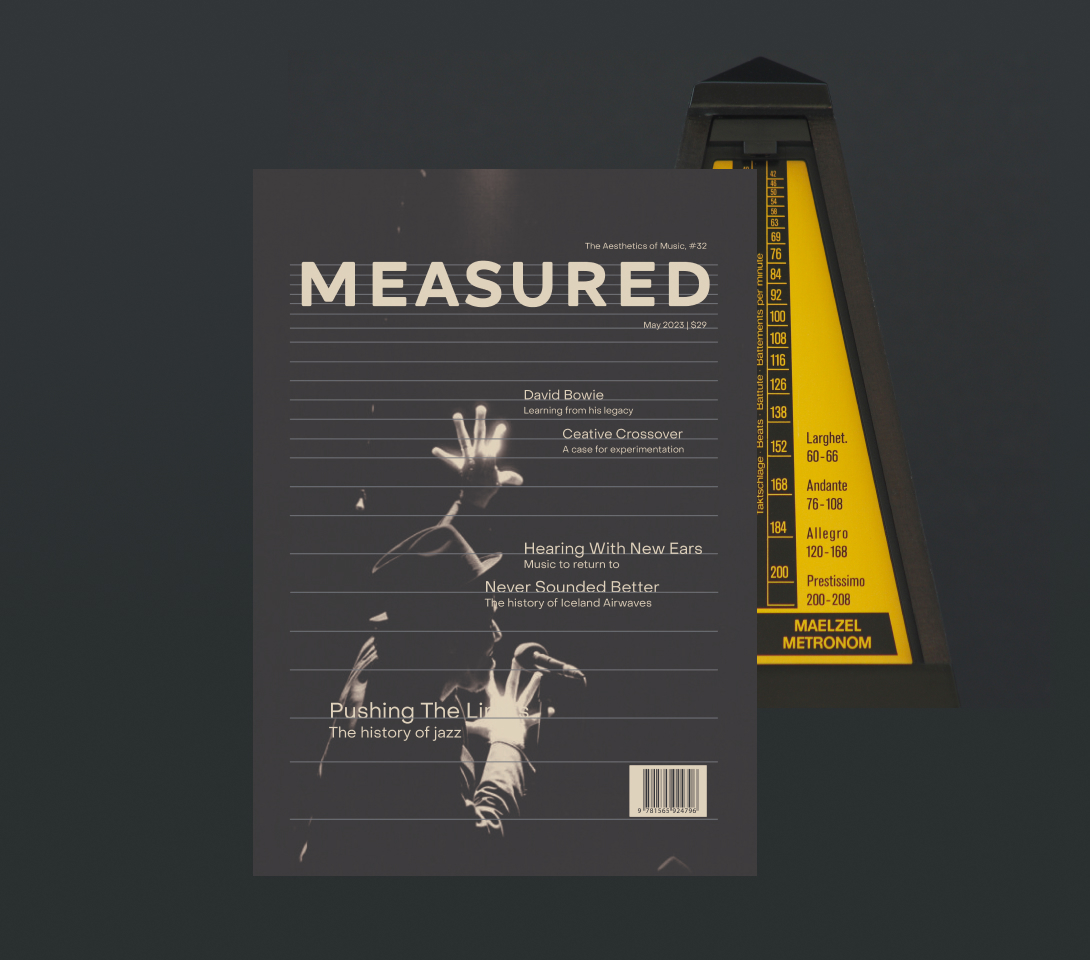 The Aesthetics of Music, #32
MEASURED
May 2023 | $29
David Bowie
Learning from his legacy
Ceative Crossover
A case for experimentation
Hearing With New Ears
Music to return to
Never Sounded Better
The history of Iceland Airwaves
Pushing The
The history of jazz
9 781565 924796
42
46
50
54
58
63
69
76
84
92
100
108
116
126
138
152
168
184
200
Taktschläge · Beats · Battute · Battements per minute
Larghet.
60-66
Andante
76-108
Allegro
120-168
Prestissimo
200-208
MAELZEL
METRONOM